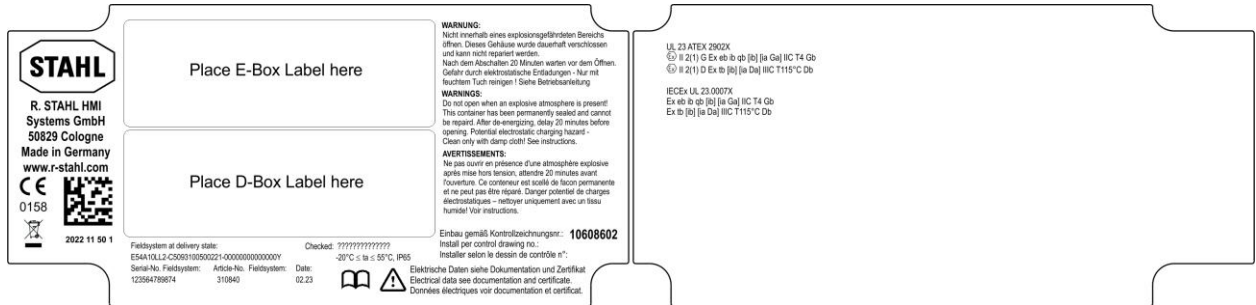 STAHL
R. STAHL HMI
Systems GmbH
50829 Cologne
Made in Germany
www.r-stahl.com
CE
0158
2022 11 50 1
Place E-Box Label here
Place D-Box Label here
Fieldsystem at delivery state:
Checked: ??????????????
E54A10LL2-C5093100500221-00000000000000Y
-20°C ≤ ta ≤ 55°C, IP65
Serial-No. Fieldsystem: Article-No. Fieldsystem: Date:
123564789874 310840 02.23
WARNUNG:
Nicht innerhalb eines explosionsgefährdeten Bereichs
öffnen. Dieses Gehäuse wurde dauerhaft verschlossen
und kann nicht repariert werden.
Nach dem Abschalten 20 Minuten warten vor dem Öffnen.
Gefahr durch elektrostatische Entladungen - Nur mit
feuchtem Tuch reinigen ! Siehe Betriebsanleitung
WARNINGS:
Do not open when an explosive atmosphere is present!
This container has been permanently sealed and cannot
be repaird. After de-energizing, delay 20 minutes before
opening. Potential electrostatic charging hazard -
Clean only with damp cloth! See instructions.
AVERTISSEMENTS:
Ne pas ouvrir en présence d'une atmosphère explosive
après mise hors tension, attendre 20 minutes avant
l'ouverture. Ce conteneur est scellé de facon permanente
et ne peut pas être réparé. Danger potentiel de charges
électrostatiques – nettoyer uniquement avec un tissu
humide! Voir instructions.
Einbau gemäß Kontrollzeichnungsnr.: 10608602
Install per control drawing no.:
Installer selon le dessin de contrôle n°:
Elektrische Daten siehe Dokumentation und Zertifikat
Electrical data see documentation and certificate.
Données électriques voir documentation et certificat.
UL 23 ATEX 2902X
Ex II 2(1) G Ex eb ib qb [ib] [ia Ga] IIC T4 Gb
Ex II 2(1) D Ex tb [ib] [ia Da] IIIC T115°C Db
IECEx UL 23.0007X
Ex eb ib qb [ib] [ia Ga] IIC T4 Gb
Ex tb [ib] [ia Da] IIIC T115°C Db